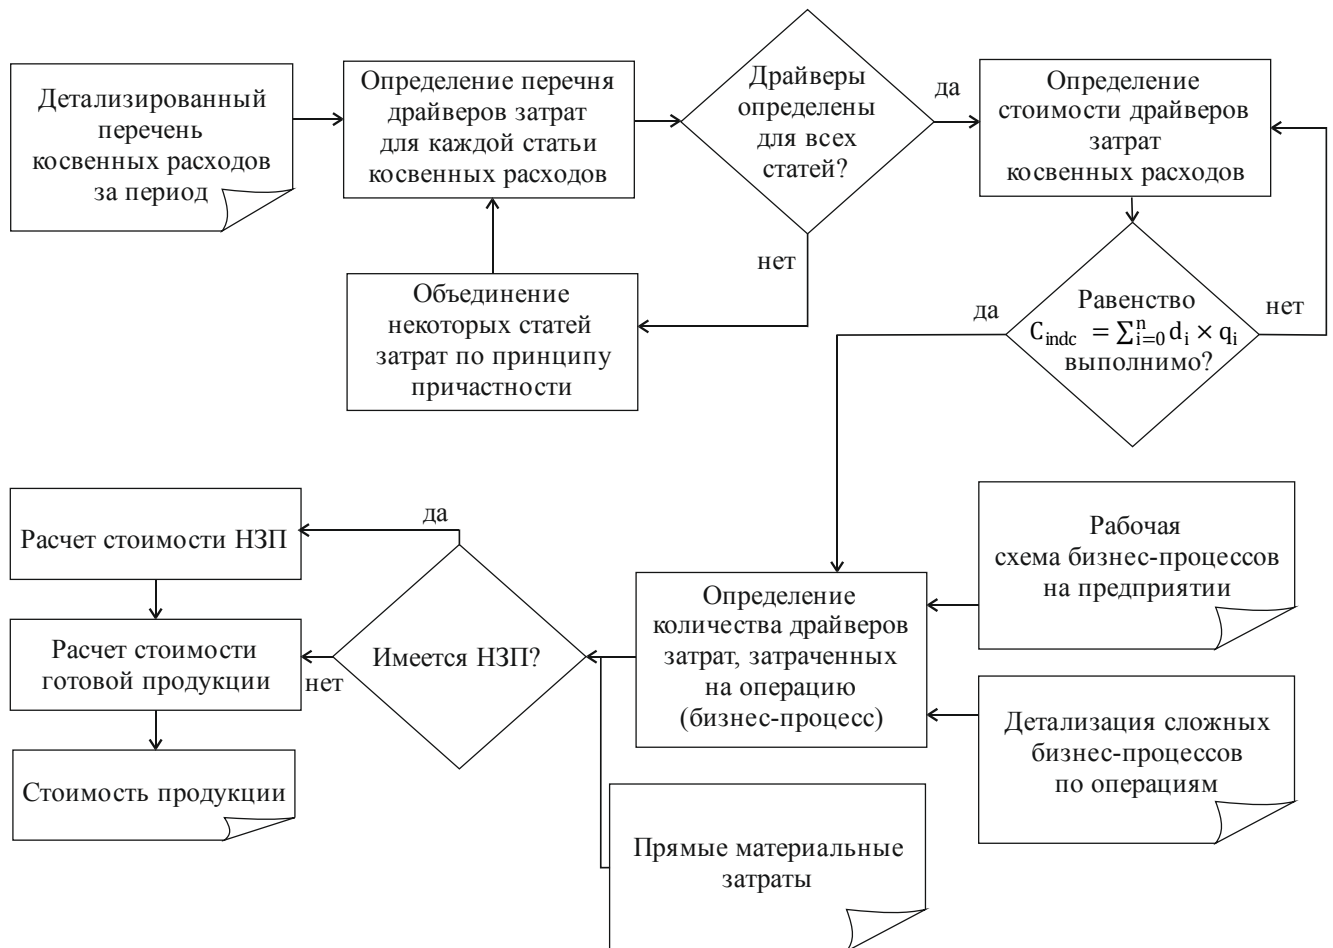 Детализированный
перечень
косвенных расходов
за период
Определение перечня
драйверов затрат
для каждой статьи
косвенных расходов
Драйверы
определены
для всех
статей?
да
Определение
стоимости драйверов
затрат
косвенных расходов
нет
Объединение
некоторых статей
затрат по принципу
причастности
да
Равенство
C_indc = ∑_{i=0}^{n} d_i × q_i
выполнимо?
нет
Расчет стоимости НЗП
да
Рабочая
схема бизнес-процессов
на предприятии
Определение
количества драйверов
затрат, затраченных
на операцию
(бизнес-процесс)
Имеется НЗП?
нет
Расчет стоимости
готовой продукции
Детализация сложных
бизнес-процессов
по операциям
Стоимость продукции
Прямые материальные
затраты